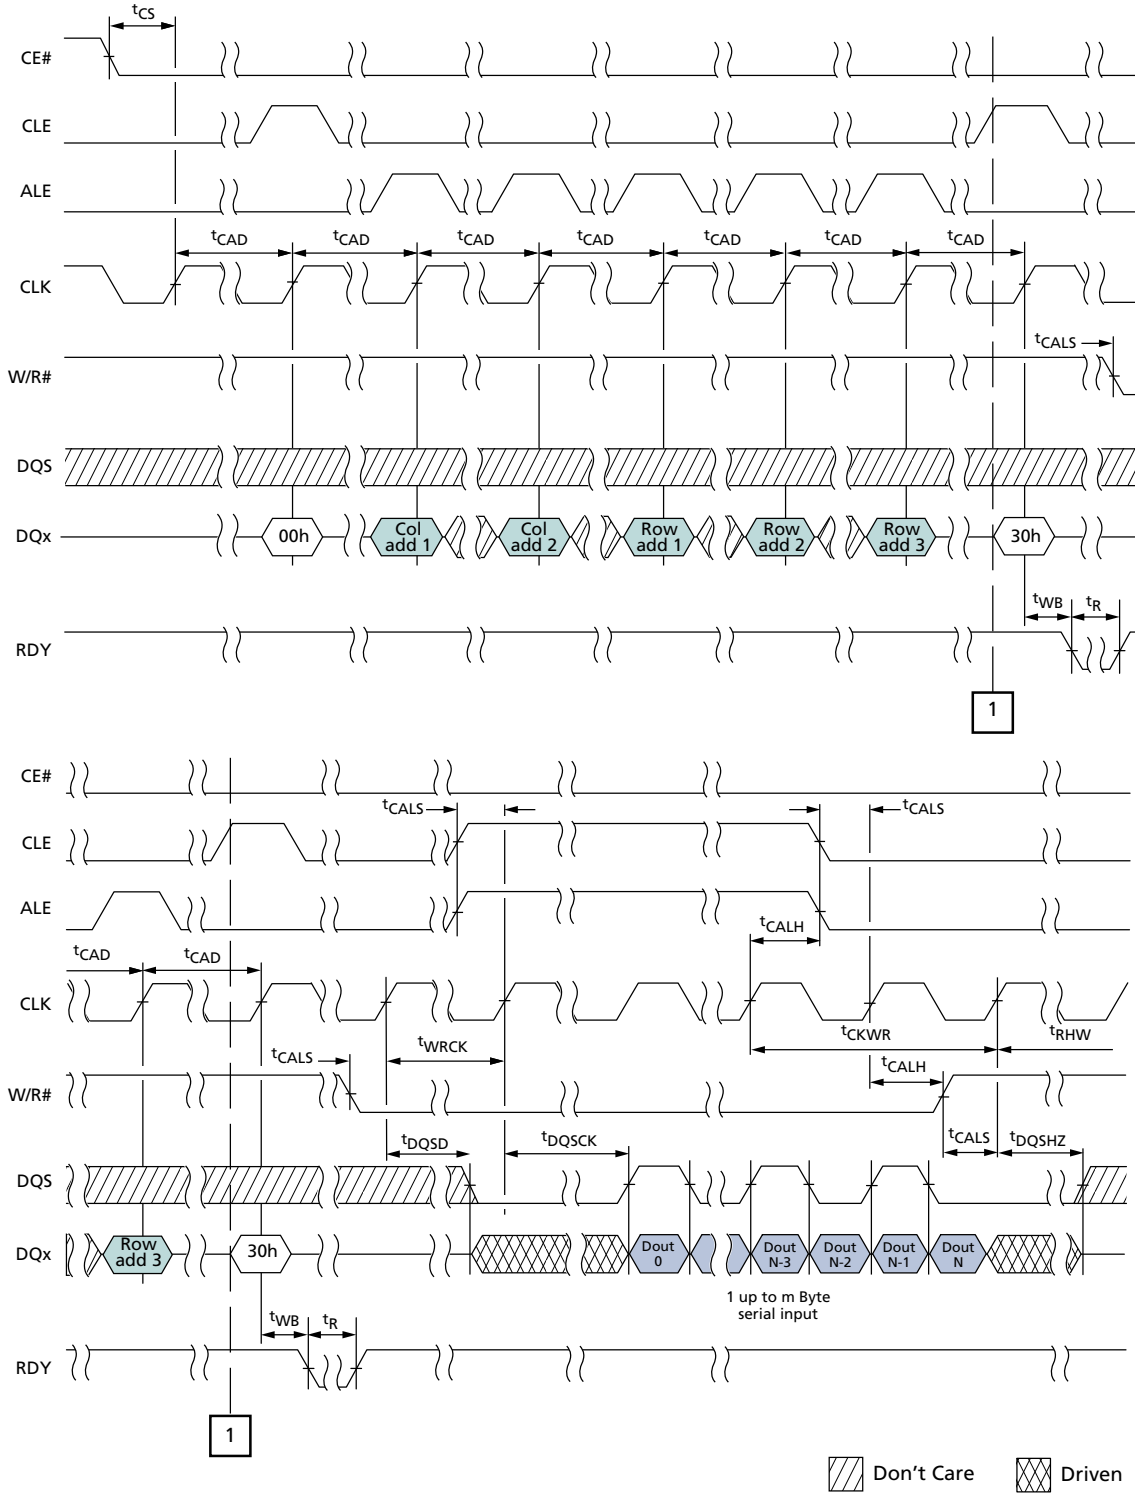 tCS
CE#
CLE
ALE
tCAD tCAD tCAD tCAD tCAD tCAD tCAD
CLK
tCALS
W/R#
DQS
DQx
00h
Col add 1
Col add 2
Row add 1
Row add 2
Row add 3
30h
tWB tR
RDY
1
CE#
tCALS tCALS
CLE
ALE
tCALH
tCAD tCAD
CLK
tWRCK
tCKWR
tRHW
tCALS
tCALH
W/R#
tDQSD tDQSCK tCALS tDQSHZ
DQS
DQx
Row add 3
30h
Dout 0
Dout N-3
Dout N-2
Dout N-1
Dout N
1 up to m Byte
serial input
tWB tR
RDY
1
Don't Care Driven